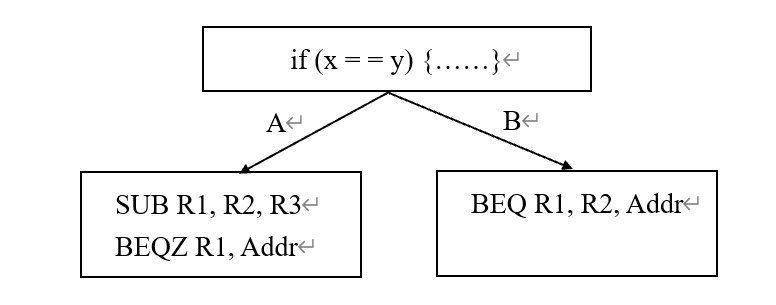 if (x = = y) {……}↵
A↵
B↵
SUB R1, R2, R3↵
BEQZ R1, Addr↵
BEQ R1, R2, Addr↵